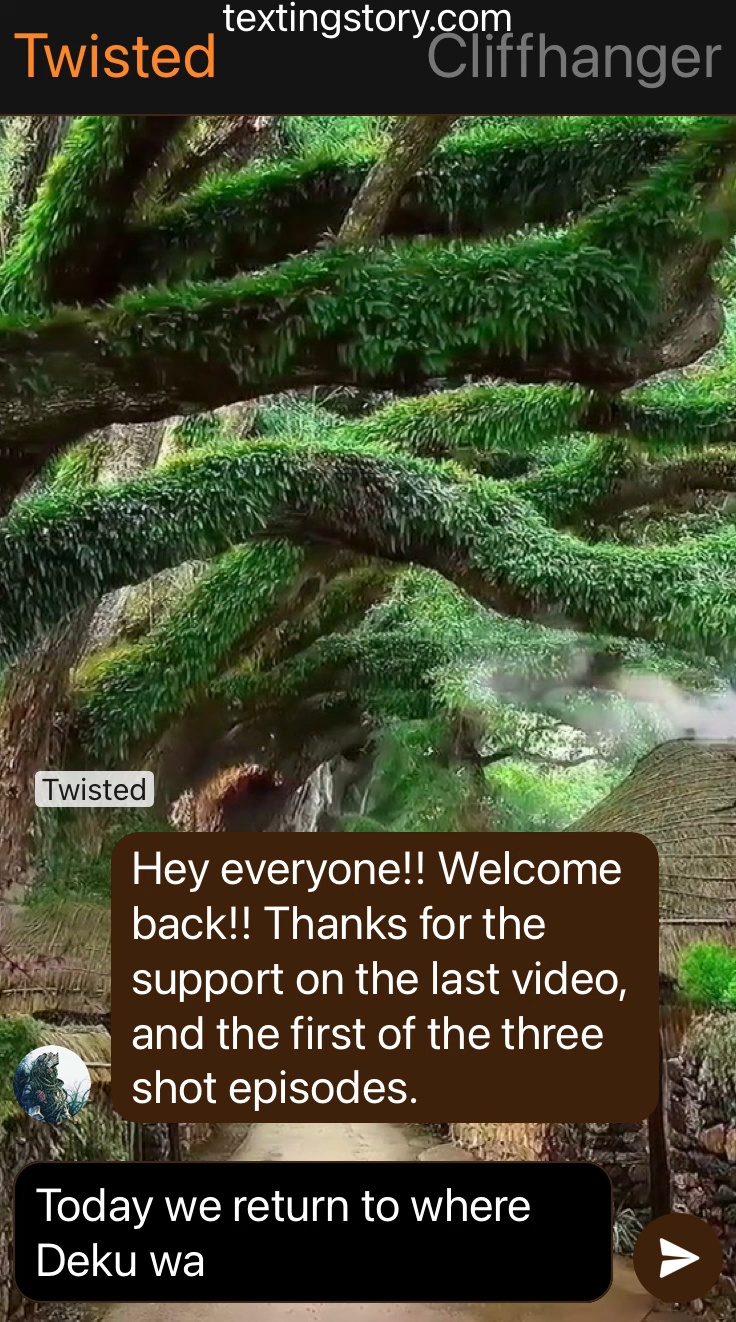 textingstory.com
Twisted Cliffhanger
Twisted
Hey everyone!! Welcome
back!! Thanks for the
support on the last video,
and the first of the three
shot episodes.
Today we return to where
Deku wa